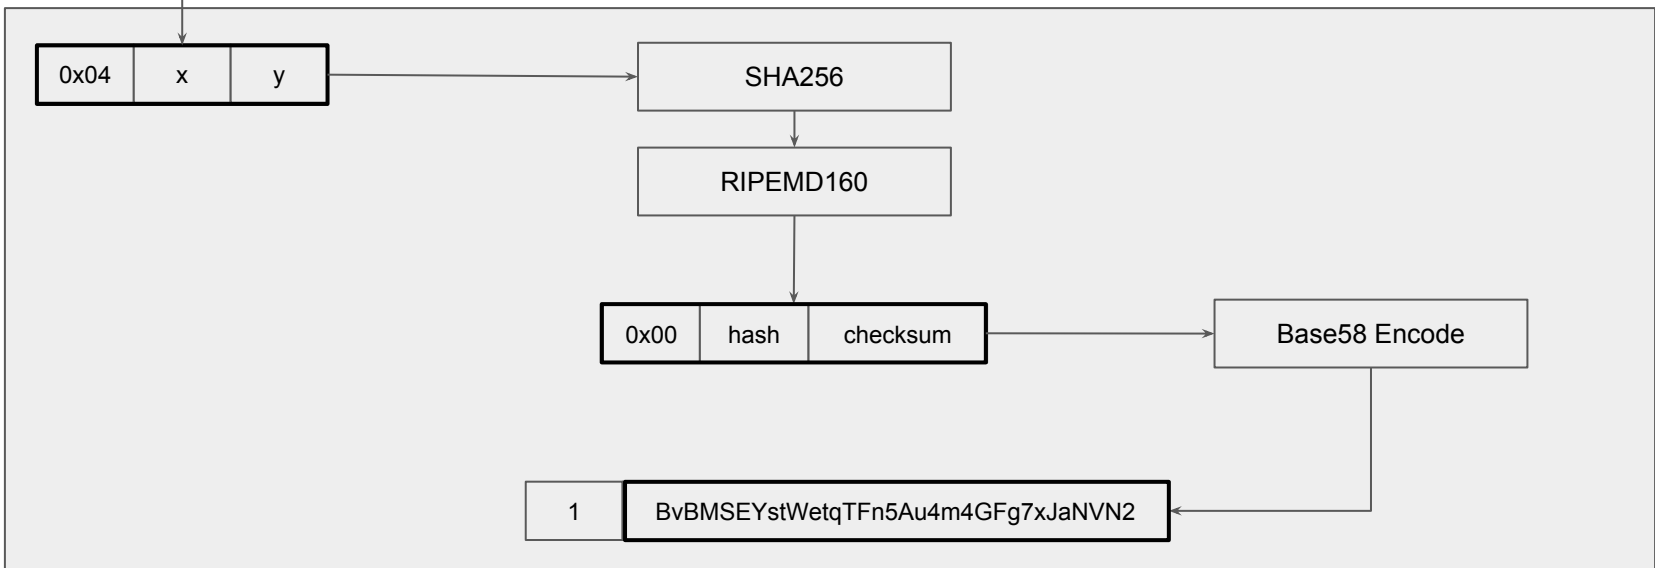 0x04 x y
SHA256
RIPEMD160
0x00 hash checksum
Base58 Encode
1 BvBMSEYstWetqTFn5Au4m4GFg7xJaNVN2